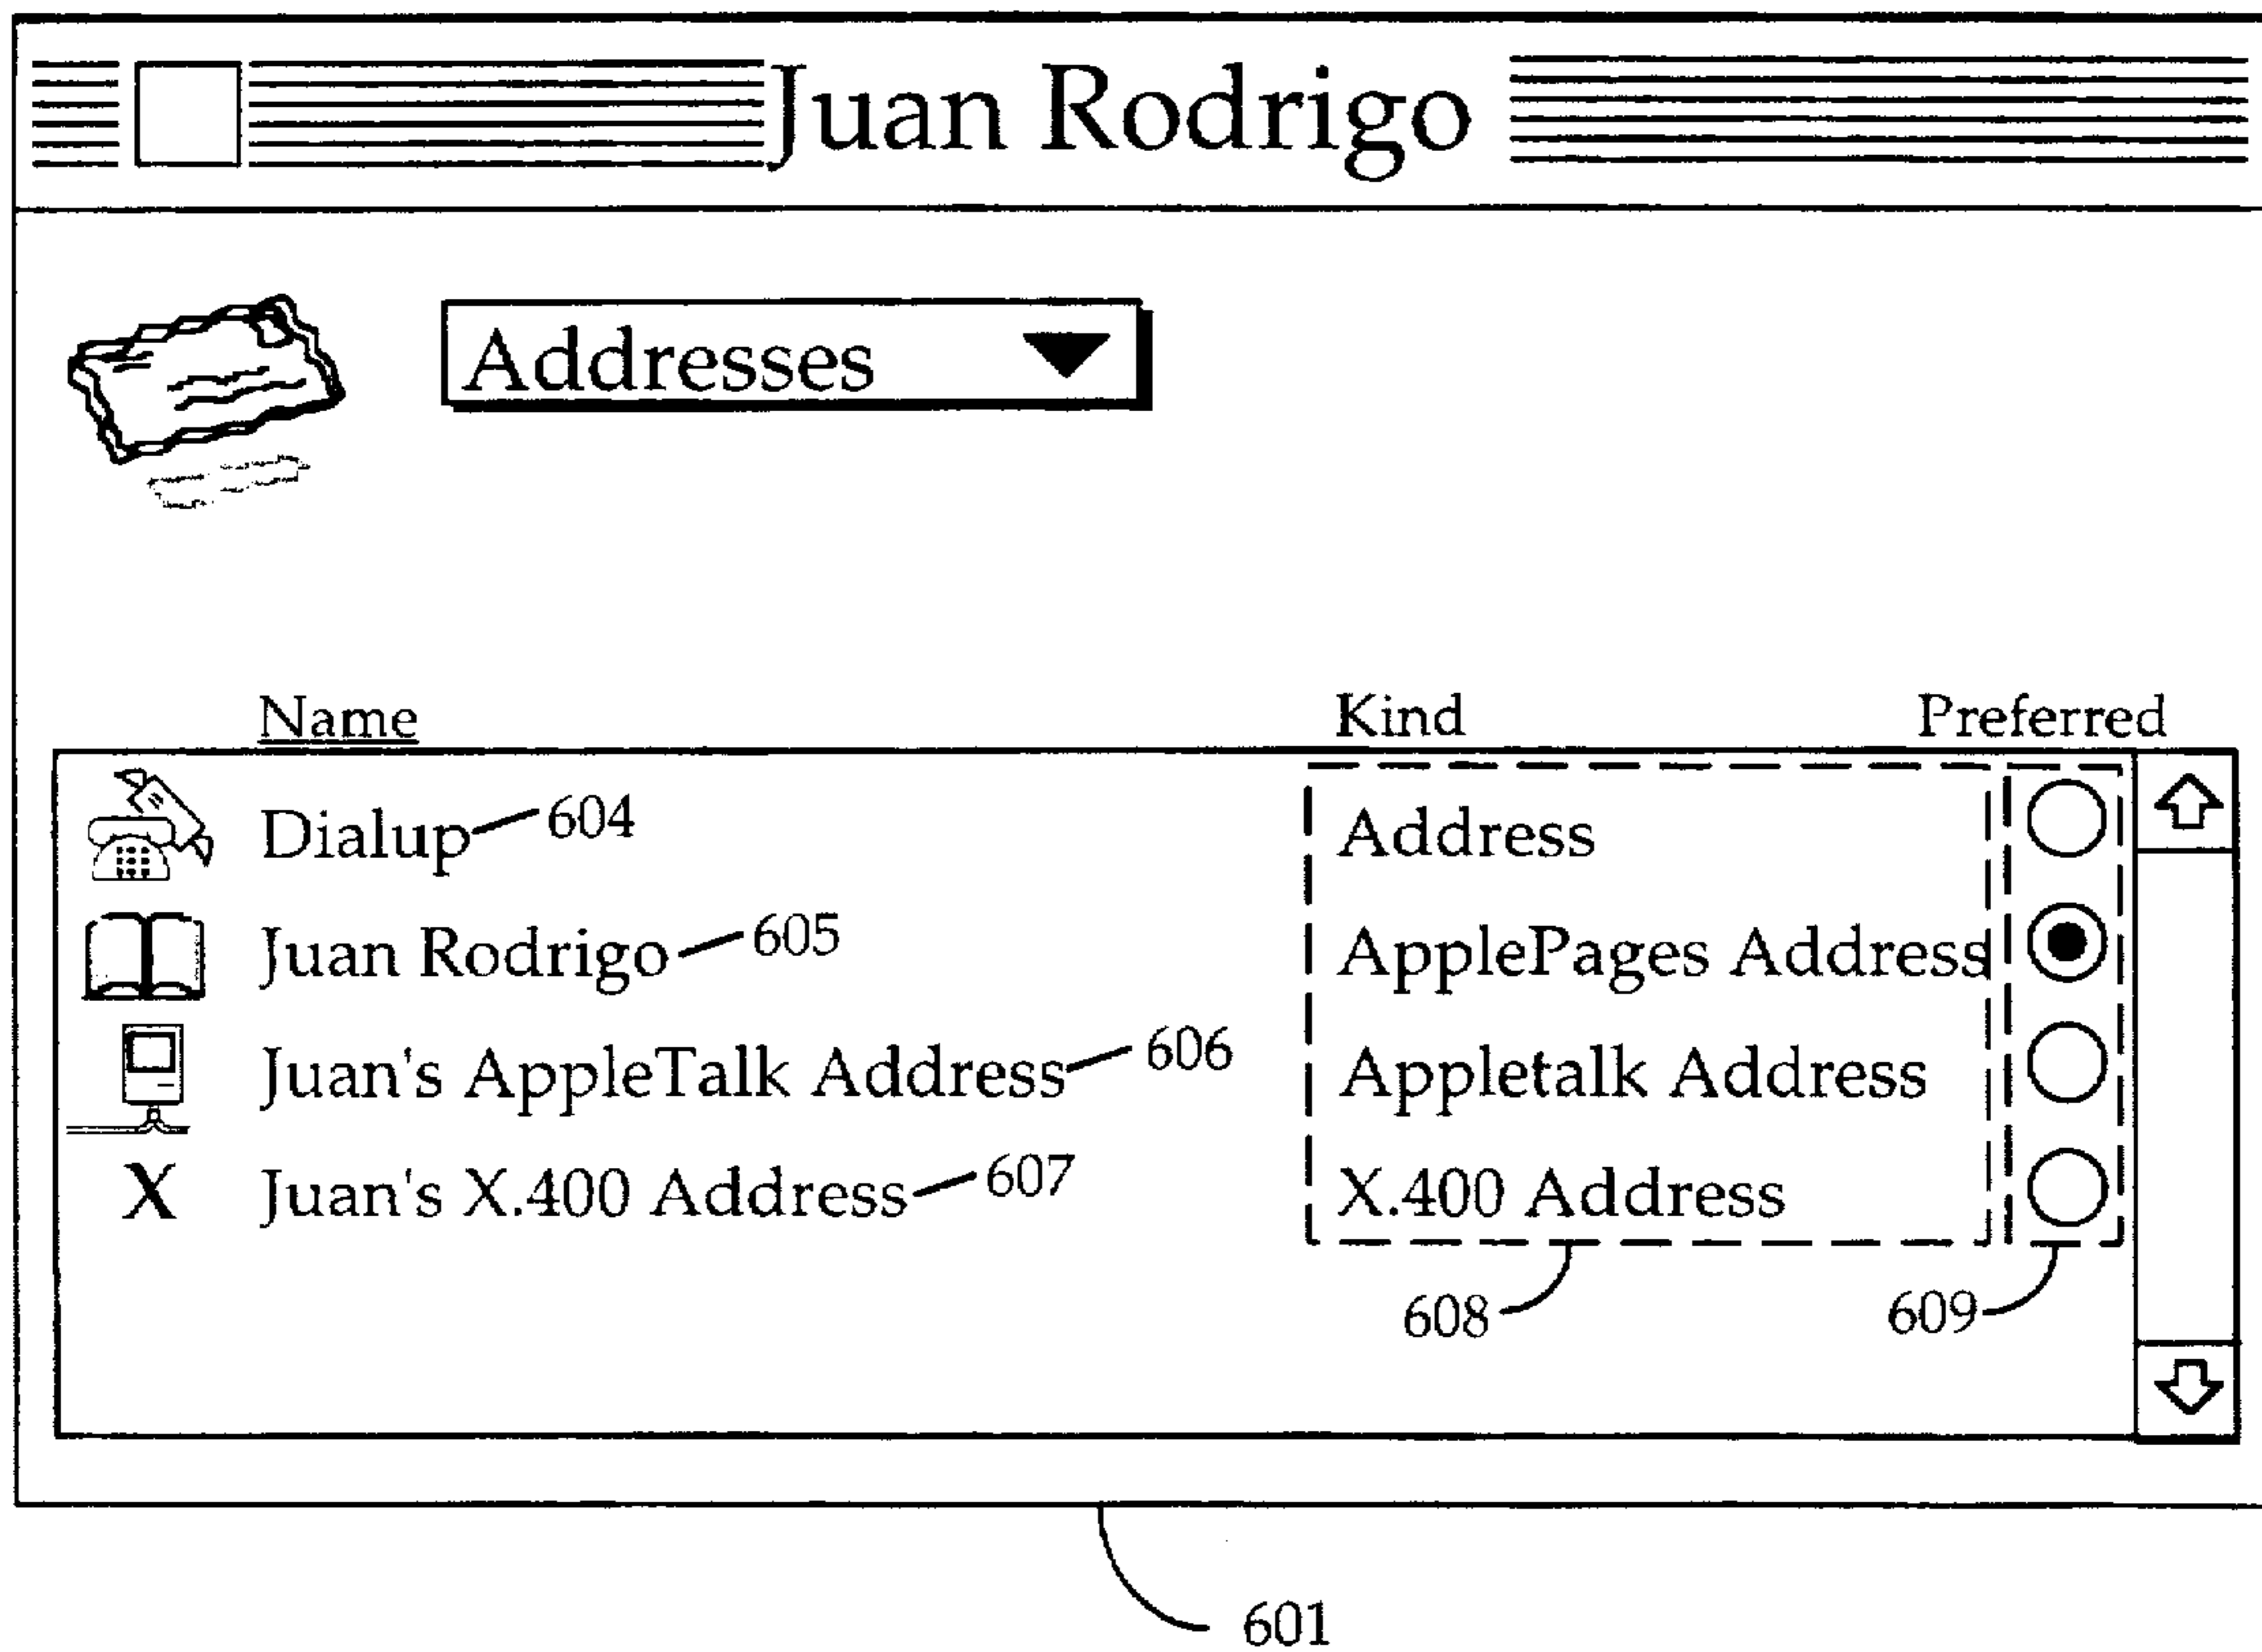 Juan Rodrigo
Addresses
Name Kind Preferred
Dialup 604 Address
Juan Rodrigo 605 ApplePages Address
Juan's AppleTalk Address 606 Appletalk Address
X Juan's X.400 Address 607 X.400 Address
608 609
601